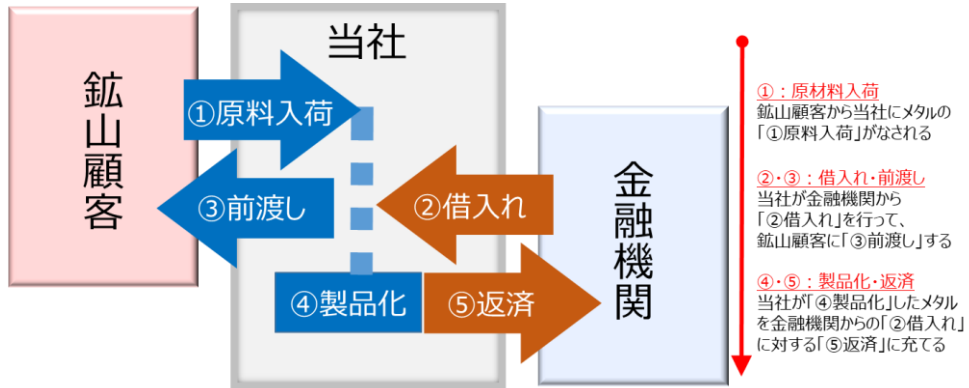 鉱山顧客
当社
①原料入荷
③前渡し
②借入れ
④製品化
⑤返済
金融機関
①：原材料入荷
鉱山顧客から当社にメタルの
「①原料入荷」がなされる
②・③：借入れ・前渡し
当社が金融機関から
「②借入れ」を行って、
鉱山顧客に「③前渡し」する
④・⑤：製品化・返済
当社が「④製品化」したメタル
を金融機関からの「②借入れ」
に対する「⑤返済」に充てる